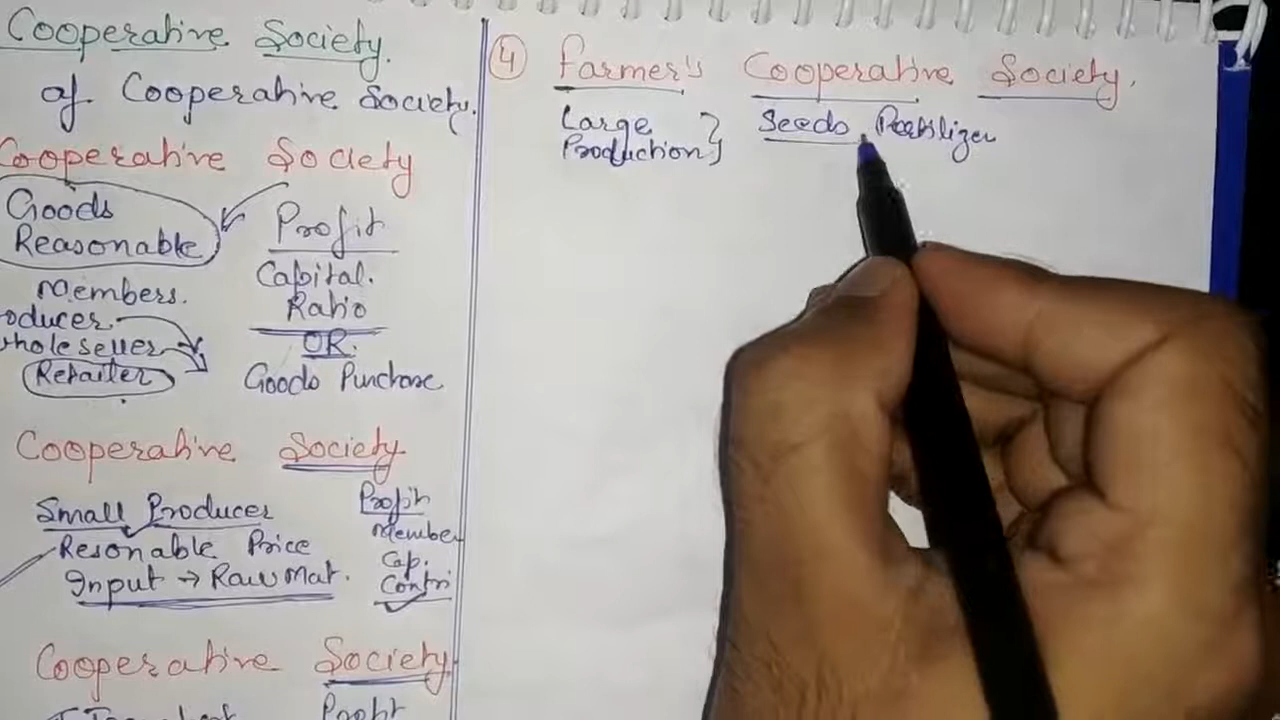 Cooperative Society.
of Cooperative Society.
Cooperative Society
Goods
Reasonable
Profit
Capital.
Ratio
OR.
Goods Purchase
Members.
oducer
wholeseller
Retailer
Cooperative Society
Small Producer
Resonable Price
Input → Raw Mat.
Profit
Member
Cap.
Contri
Cooperative Society
Profit
④ Farmer's Cooperative Society.
Large
Production
Seeds